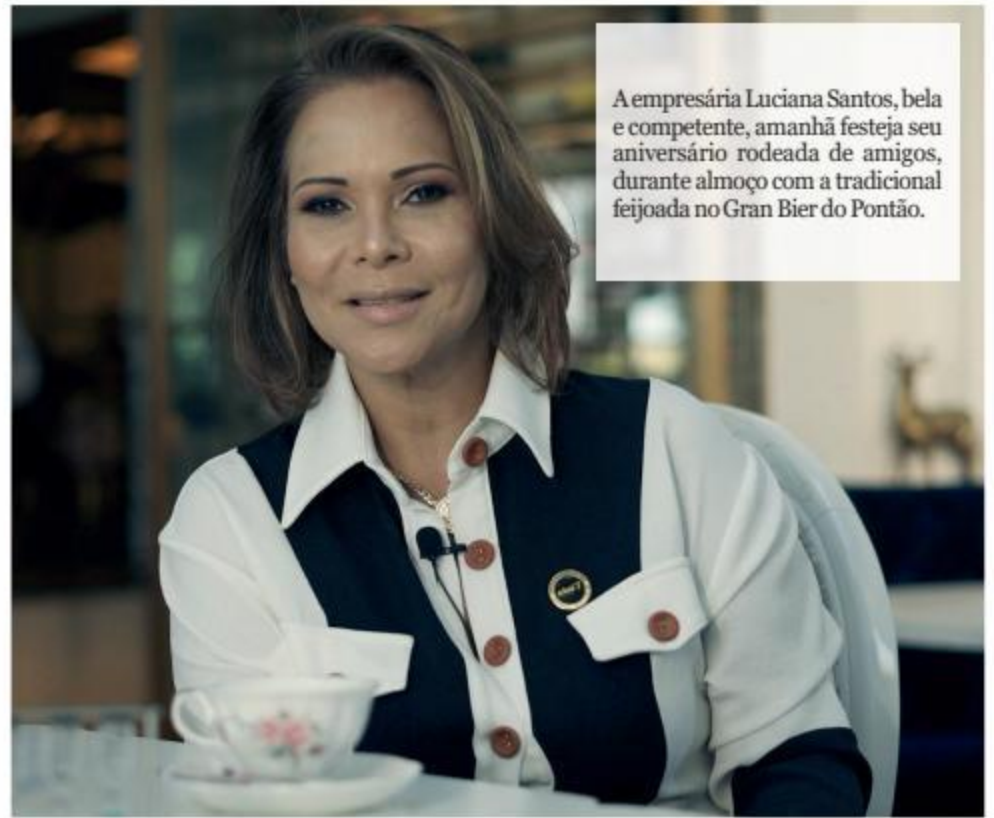 A empresária Luciana Santos, bela
e competente, amanhã festeja seu
aniversário rodeada de amigos,
durante almoço com a tradicional
feijoada no Gran Bier do Pontão.